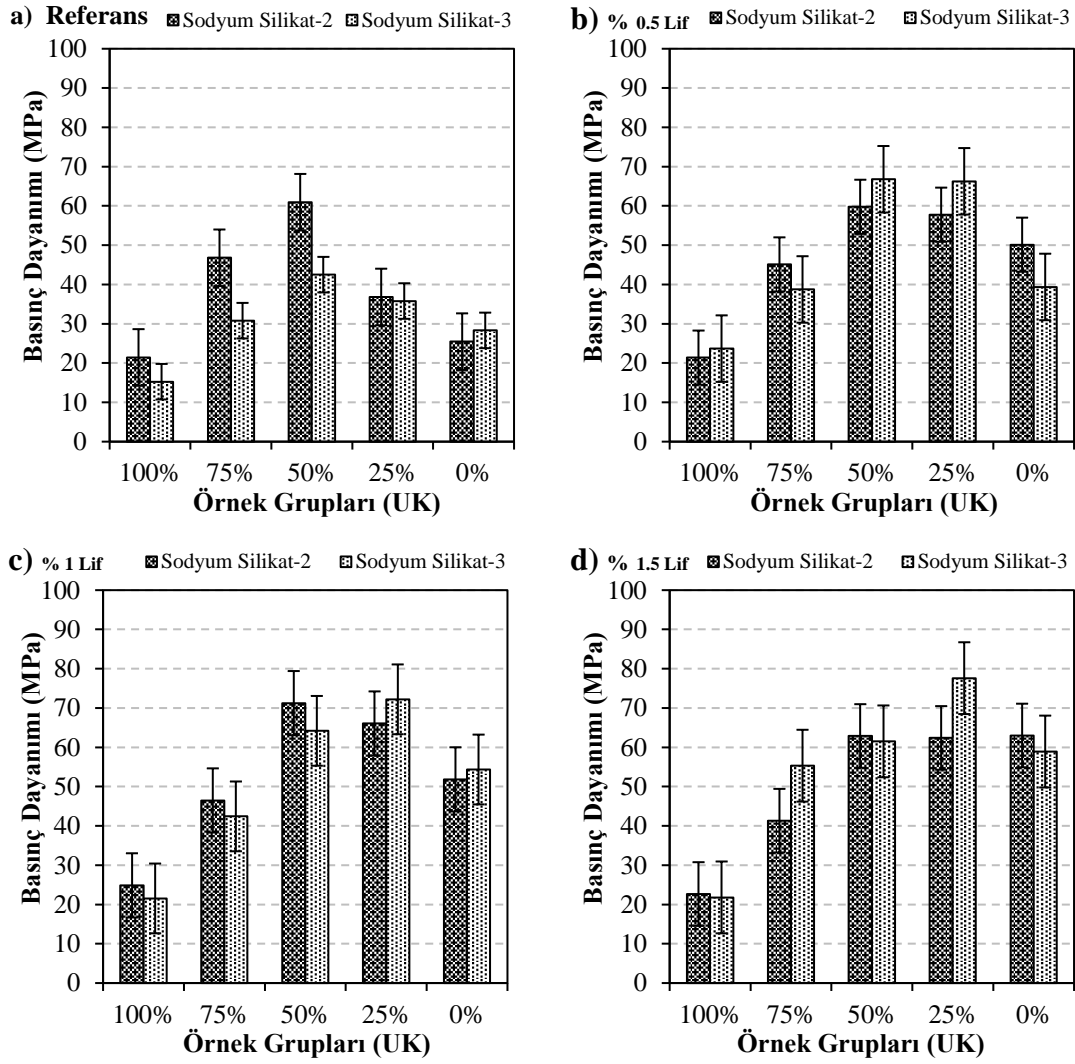 a) Referans Sodyum Silikat-2 Sodyum Silikat-3
100
90
80
70
60
50
40
30
20
10
0
Basınç Dayanımı (MPa)
100% 75% 50% 25% 0%
Örnek Grupları (UK)
b) % 0.5 Lif Sodyum Silikat-2 Sodyum Silikat-3
100
90
80
70
60
50
40
30
20
10
0
Basınç Dayanımı (MPa)
100% 75% 50% 25% 0%
Örnek Grupları (UK)
c) % 1 Lif Sodyum Silikat-2 Sodyum Silikat-3
100
90
80
70
60
50
40
30
20
10
0
Basınç Dayanımı (MPa)
100% 75% 50% 25% 0%
Örnek Grupları (UK)
d) % 1.5 Lif Sodyum Silikat-2 Sodyum Silikat-3
100
90
80
70
60
50
40
30
20
10
0
Basınç Dayanımı (MPa)
100% 75% 50% 25% 0%
Örnek Grupları (UK)